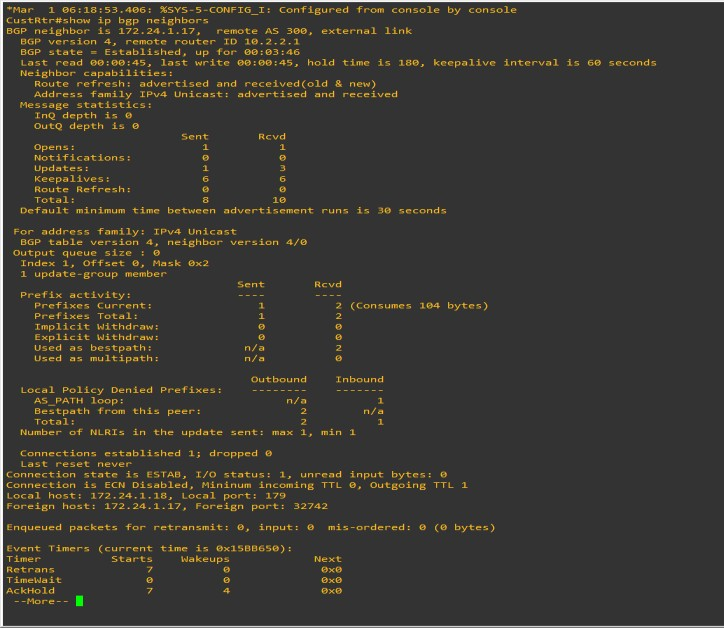 *Mar  1 06:18:53.406: %SYS-5-CONFIG_I: Configured from console by console
CustRtr#show ip bgp neighbors
BGP neighbor is 172.24.1.17,  remote AS 300, external link
  BGP version 4, remote router ID 10.2.2.1
  BGP state = Established, up for 00:03:46
  Last read 00:00:45, last write 00:00:45, hold time is 180, keepalive interval is 60 seconds
  Neighbor capabilities:
    Route refresh: advertised and received(old & new)
    Address family IPv4 Unicast: advertised and received
  Message statistics:
    InQ depth is 0
    OutQ depth is 0
                         Sent       Rcvd
    Opens:                  1          1
    Notifications:          0          0
    Updates:                1          3
    Keepalives:             6          6
    Route Refresh:          0          0
    Total:                  8         10
  Default minimum time between advertisement runs is 30 seconds

 For address family: IPv4 Unicast
  BGP table version 4, neighbor version 4/0
 Output queue size : 0
  Index 1, Offset 0, Mask 0x2
  1 update-group member
                                 Sent       Rcvd
  Prefix activity:               ----       ----
    Prefixes Current:               1          2 (Consumes 104 bytes)
    Prefixes Total:                 1          2
    Implicit Withdraw:              0          0
    Explicit Withdraw:              0          0
    Used as bestpath:             n/a          2
    Used as multipath:            n/a          0

                                   Outbound    Inbound
  Local Policy Denied Prefixes:    --------    -------
    AS_PATH loop:                       n/a          1
    Bestpath from this peer:              2        n/a
    Total:                                2          1
  Number of NLRIs in the update sent: max 1, min 1

  Connections established 1; dropped 0
  Last reset never
Connection state is ESTAB, I/O status: 1, unread input bytes: 0
Connection is ECN Disabled, Mininum incoming TTL 0, Outgoing TTL 1
Local host: 172.24.1.18, Local port: 179
Foreign host: 172.24.1.17, Foreign port: 32742

Enqueued packets for retransmit: 0, input: 0  mis-ordered: 0 (0 bytes)

Event Timers (current time is 0x15BB650):
Timer          Starts    Wakeups            Next
Retrans             7          0             0x0
TimeWait            0          0             0x0
AckHold             7          4             0x0
 --More--